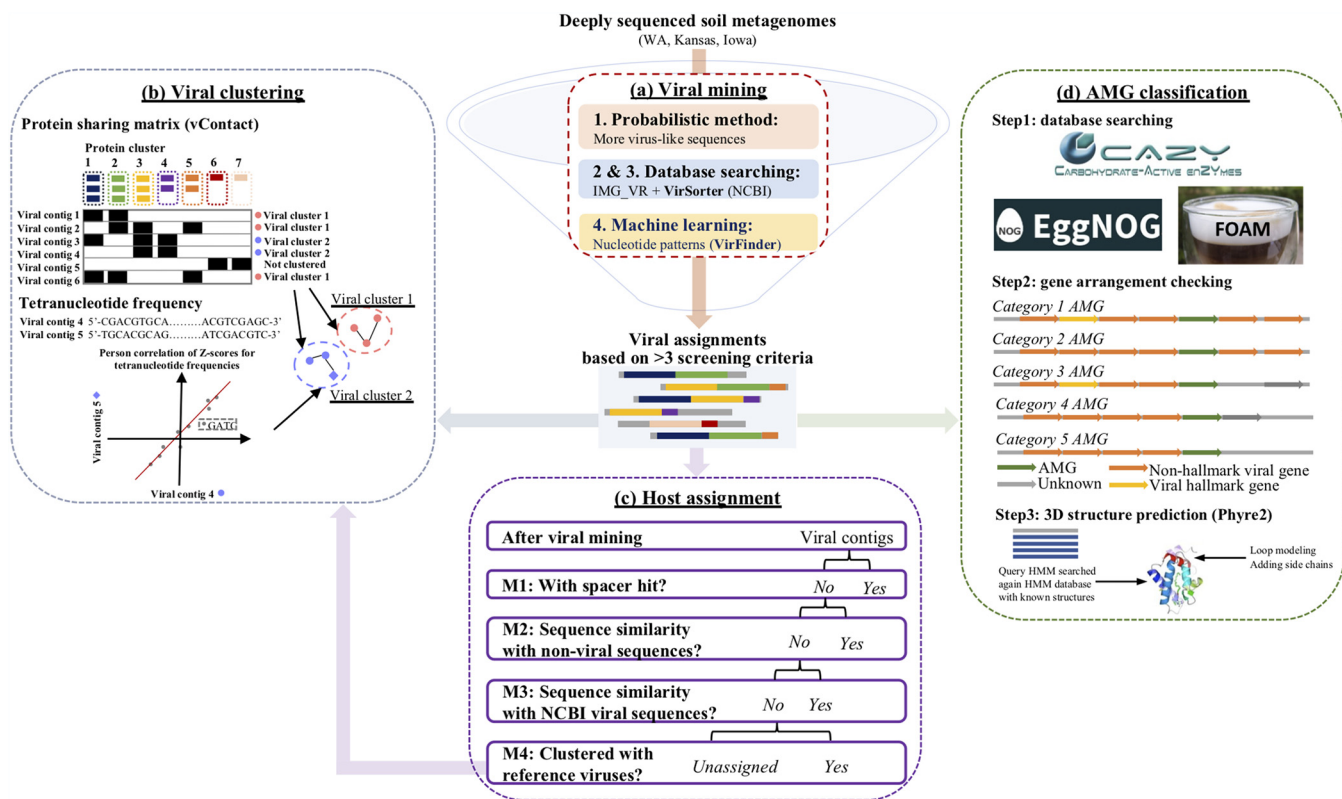 Deeply sequenced soil metagenomes
(WA, Kansas, Iowa)
(a) Viral mining
1. Probabilistic method:
More virus-like sequences
2 & 3. Database searching:
IMG_VR + VirSorter (NCBI)
4. Machine learning:
Nucleotide patterns (VirFinder)
Viral assignments
based on >3 screening criteria
(b) Viral clustering
Protein sharing matrix (vContact)
Protein cluster
1 2 3 4 5 6 7
Viral contig 1 Viral cluster 1
Viral contig 2 Viral cluster 1
Viral contig 3 Viral cluster 2
Viral contig 4 Viral cluster 2
Viral contig 5 Not clustered
Viral contig 6 Viral cluster 1
Tetranucleotide frequency
Viral contig 4 5’-CGACGTGCA………ACGTCGAGC-3’
Viral contig 5 5’-TGCACGCAG………ATCGACGTC-3’
Person correlation of Z-scores for
tetranucleotide frequencies
Viral contig 5
GATG
Viral contig 4
Viral cluster 1
Viral cluster 2
(c) Host assignment
After viral mining Viral contigs
M1: With spacer hit? No Yes
M2: Sequence similarity
with non-viral sequences? No Yes
M3: Sequence similarity
with NCBI viral sequences? No Yes
M4: Clustered with
reference viruses? Unassigned Yes
(d) AMG classification
Step1: database searching
CAZY
CARBOHYDRATE-ACTIVE ENZYMES
NOG EggNOG
FOAM
Step2: gene arrangement checking
Category 1 AMG
Category 2 AMG
Category 3 AMG
Category 4 AMG
Category 5 AMG
AMG Non-hallmark viral gene
Unknown Viral hallmark gene
Step3: 3D structure prediction (Phyre2)
Query HMM searched
again HMM database
with known structures
Loop modeling
Adding side chains